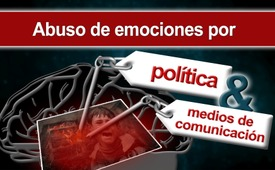 Abuso de emociones por
política
&
medios de
comunicación